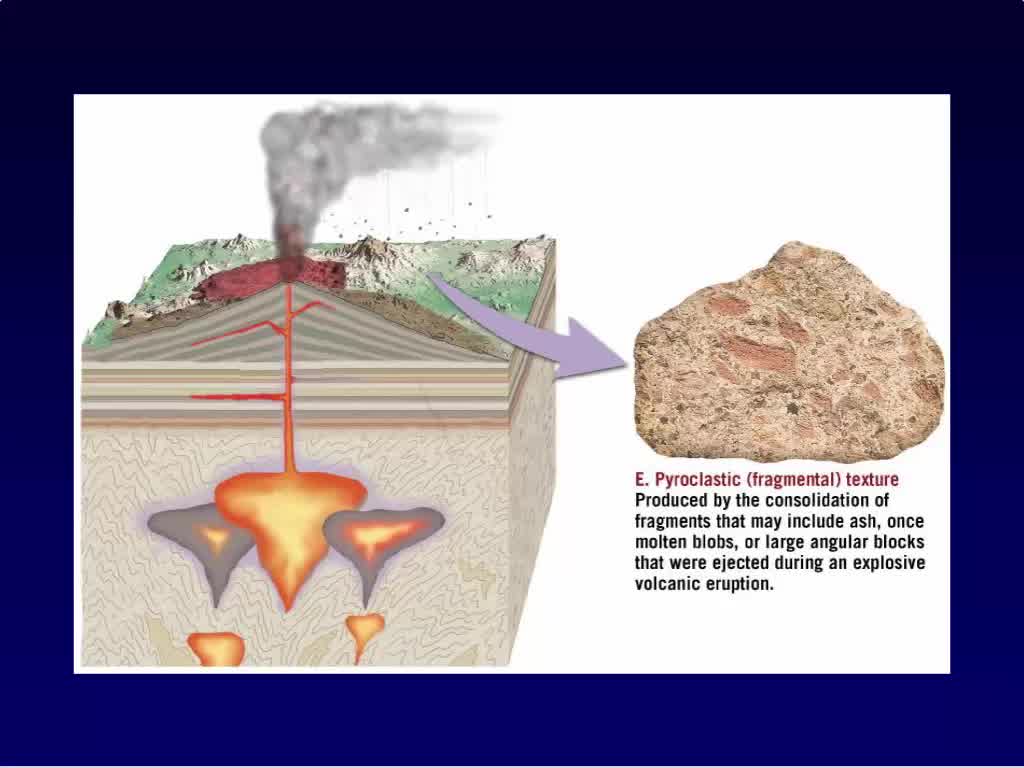 E. Pyroclastic (fragmental) texture
Produced by the consolidation of
fragments that may include ash, once
molten blobs, or large angular blocks
that were ejected during an explosive
volcanic eruption.